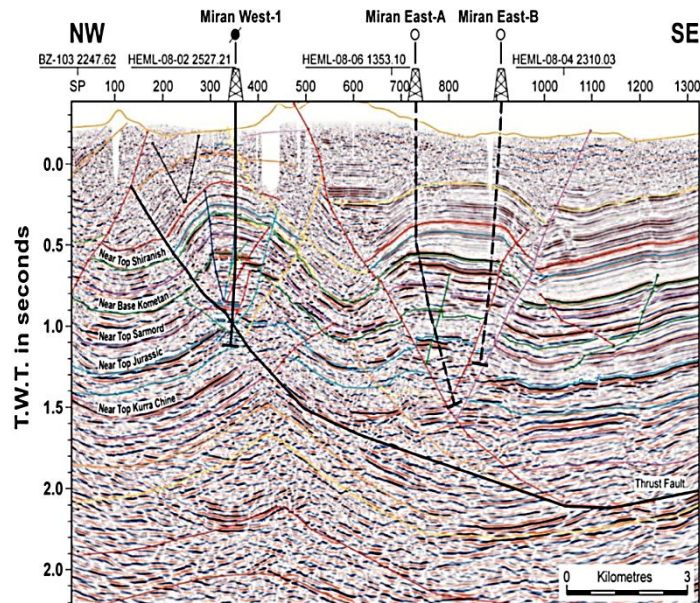 Miran West-1 Miran East-A Miran East-B
NW SE
BZ-103 2247.62 HEML-08-02 2527.21 HEML-08-06 1353.10 HEML-08-04 2310.03
SP 100 200 300 400 500 600 700 800 1000 1100 1200 1300
0.0
0.5
Near Top Shiranish
Near Base Kometan
1.0
Near Top Sarmord
Near Top Jurassic
Near Top Kurra Chine
1.5
T.W.T. in seconds
Thrust Fault
2.0
2.0
0 Kilometres 3